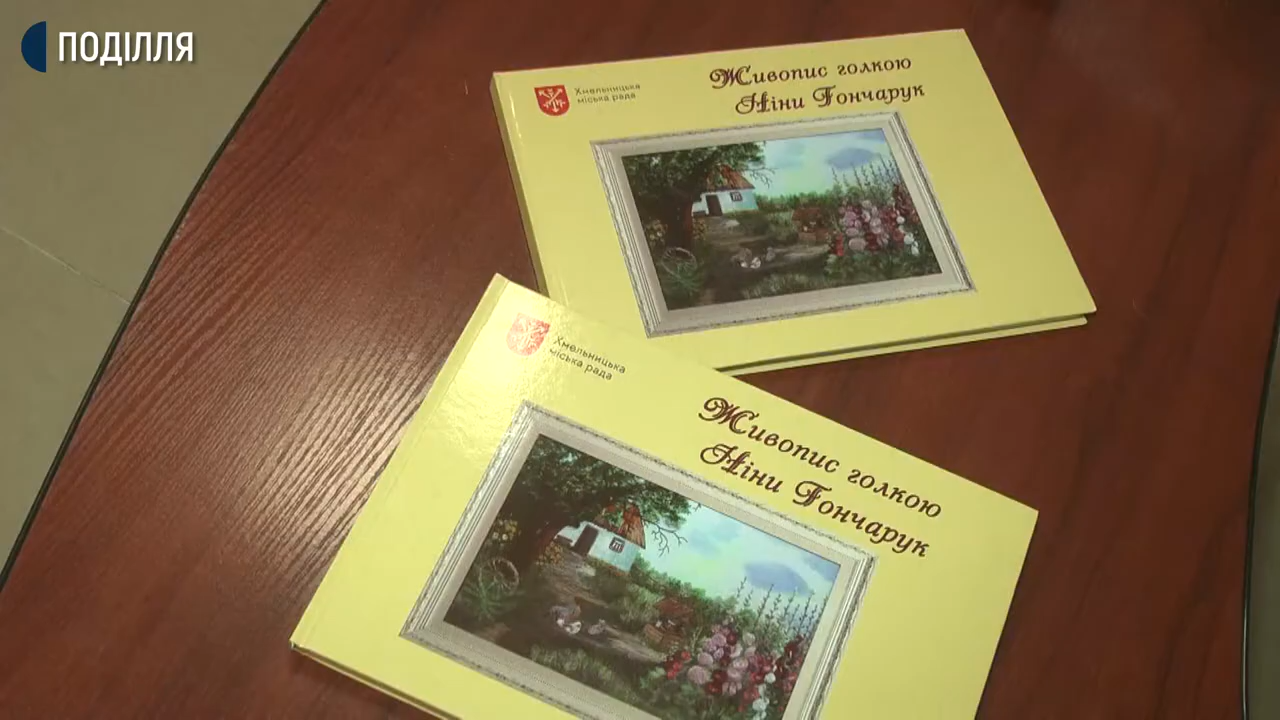 ПОДІЛЛЯ
Хмельницька
міська рада
Живопис голкою
Ніни Гончарук
Хмельницька
міська рада
Живопис голкою
Ніни Гончарук